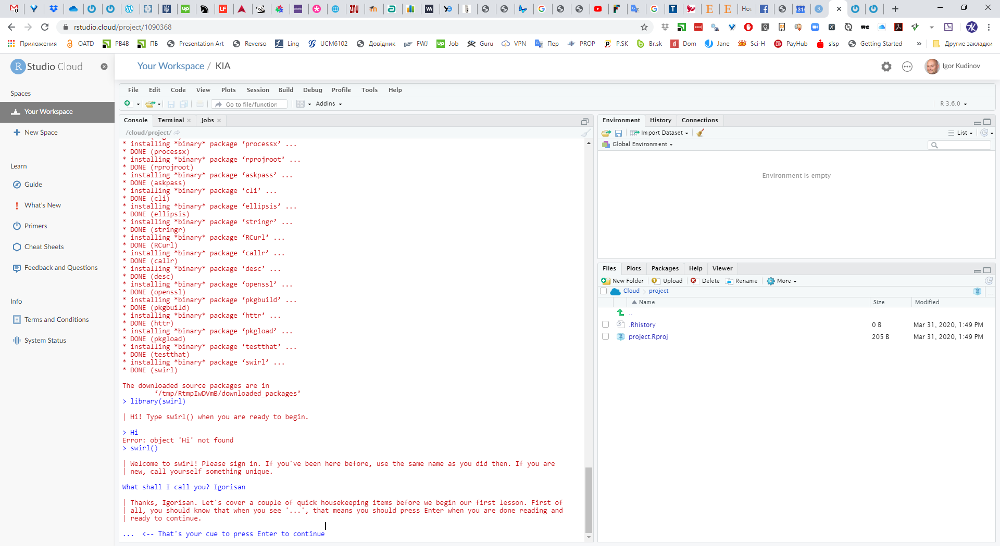 rstudio.cloud/project/1090368
Приложения OATD PB4B ПБ Presentation Art Reverso Ling UCM6102 Довідник FWJ Job Guru VPN Пер PROP P.SK Br.sk Dom Jane Sci-H PayHub slsp Getting Started » Другие закладки
R Studio Cloud
Your Workspace / KIA
Igor Kudinov
Spaces
Your Workspace
New Space
Learn
Guide
What's New
Primers
Cheat Sheets
Feedback and Questions
Info
Terms and Conditions
System Status
File Edit Code View Plots Session Build Debug Profile Tools Help
Go to file/function Addins R 3.6.0
Console Terminal Jobs
/cloud/project/
* installing *binary* package ‘processx’ ...
* DONE (processx)
* installing *binary* package ‘rprojroot’ ...
* DONE (rprojroot)
* installing *binary* package ‘askpass’ ...
* DONE (askpass)
* installing *binary* package ‘cli’ ...
* DONE (cli)
* installing *binary* package ‘ellipsis’ ...
* DONE (ellipsis)
* installing *binary* package ‘stringr’ ...
* DONE (stringr)
* installing *binary* package ‘RCurl’ ...
* DONE (RCurl)
* installing *binary* package ‘callr’ ...
* DONE (callr)
* installing *binary* package ‘desc’ ...
* DONE (desc)
* installing *binary* package ‘openssl’ ...
* DONE (openssl)
* installing *binary* package ‘pkgbuild’ ...
* DONE (pkgbuild)
* installing *binary* package ‘httr’ ...
* DONE (httr)
* installing *binary* package ‘pkgload’ ...
* DONE (pkgload)
* installing *binary* package ‘testthat’ ...
* DONE (testthat)
* installing *binary* package ‘swirl’ ...
* DONE (swirl)
The downloaded source packages are in
‘/tmp/RtmpIwDVmB/downloaded_packages’
> library(swirl)
| Hi! Type swirl() when you are ready to begin.
> Hi
Error: object 'Hi' not found
> swirl()
| Welcome to swirl! Please sign in. If you've been here before, use the same name as you did then. If you are
| new, call yourself something unique.
What shall I call you? Igorisan
| Thanks, Igorisan. Let's cover a couple of quick housekeeping items before we begin our first lesson. First of
| all, you should know that when you see '...', that means you should press Enter when you are done reading and
| ready to continue.
... <-- That's your cue to press Enter to continue
Environment History Connections
Import Dataset List
Global Environment
Environment is empty
Files Plots Packages Help Viewer
New Folder Upload Delete Rename More
Cloud project ...
Name Size Modified
..
.Rhistory 0 B Mar 31, 2020, 1:49 PM
project.Rproj 205 B Mar 31, 2020, 1:49 PM